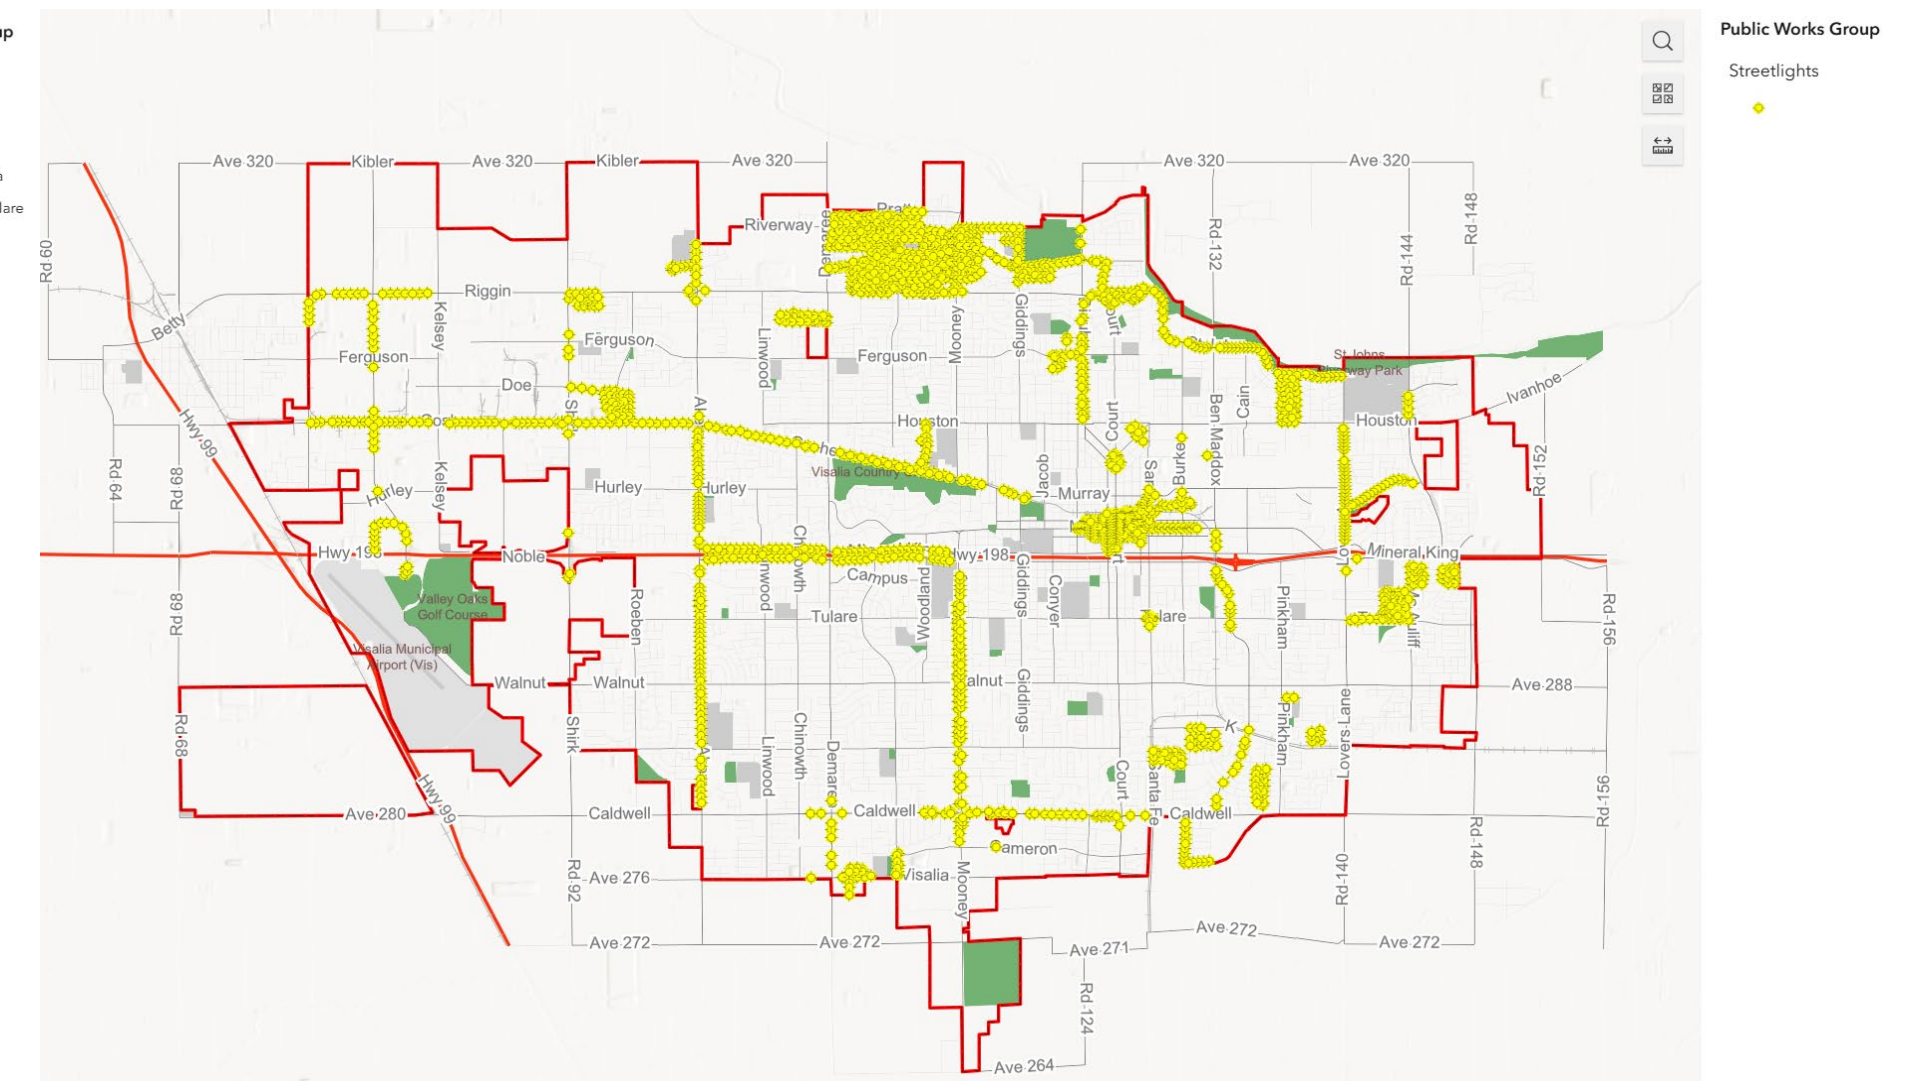 Public Works Group
Streetlights
Ave 320
Kibler
Ave 320
Kibler
Ave 320
Ave 320
Ave 320
Rd 148
Riverway
Rd 132
Rd 144
Rd 60
Riggin
Betty
Kelsey
Ferguson
Ferguson
Linwood
Ferguson
Mooney
Giddings
St Johns
Ivanhoe
Doe
Cain
Ben Maddox
Court
Houston
Houston
Hwy 99
Visalia Country
Rd 64
Rd 68
Kelsey
Hurley
Hurley
Hurley
Jacob
Murray
Burke
Rd 152
Noble
Hwy 198
Mineral King
Campus
Valley Oaks
Golf Course
Rd 68
Roeben
Tulare
Woodland
Giddings
Conyer
Pinkham
Rd 156
Visalia Municipal
Airport (Vis)
Walnut
Walnut
Giddings
Ave 288
Rd 68
Shirk
Linwood
Chinowth
Demaree
Court
Santa Fe
K
Pinkham
Lovers Lane
Hwy 99
Ave 280
Caldwell
Caldwell
Caldwell
Rd 156
Cameron
Rd 148
Rd 92
Ave 276
Visalia
Mooney
Rd 140
Ave 272
Ave 272
Ave 271
Ave 272
Ave 272
Rd 124
Ave 264